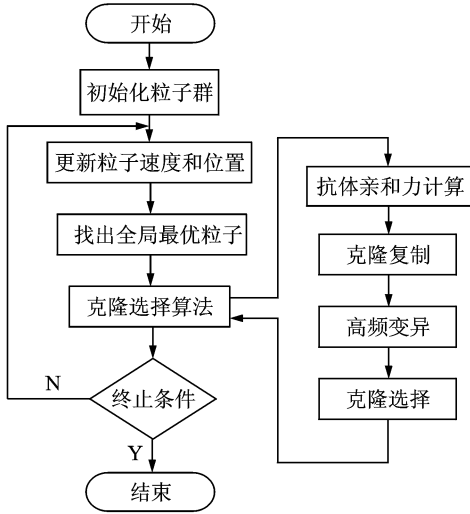 开始
初始化粒子群
更新粒子速度和位置
找出全局最优粒子
克隆选择算法
终止条件
N
Y
结束
抗体亲和力计算
克隆复制
高频变异
克隆选择